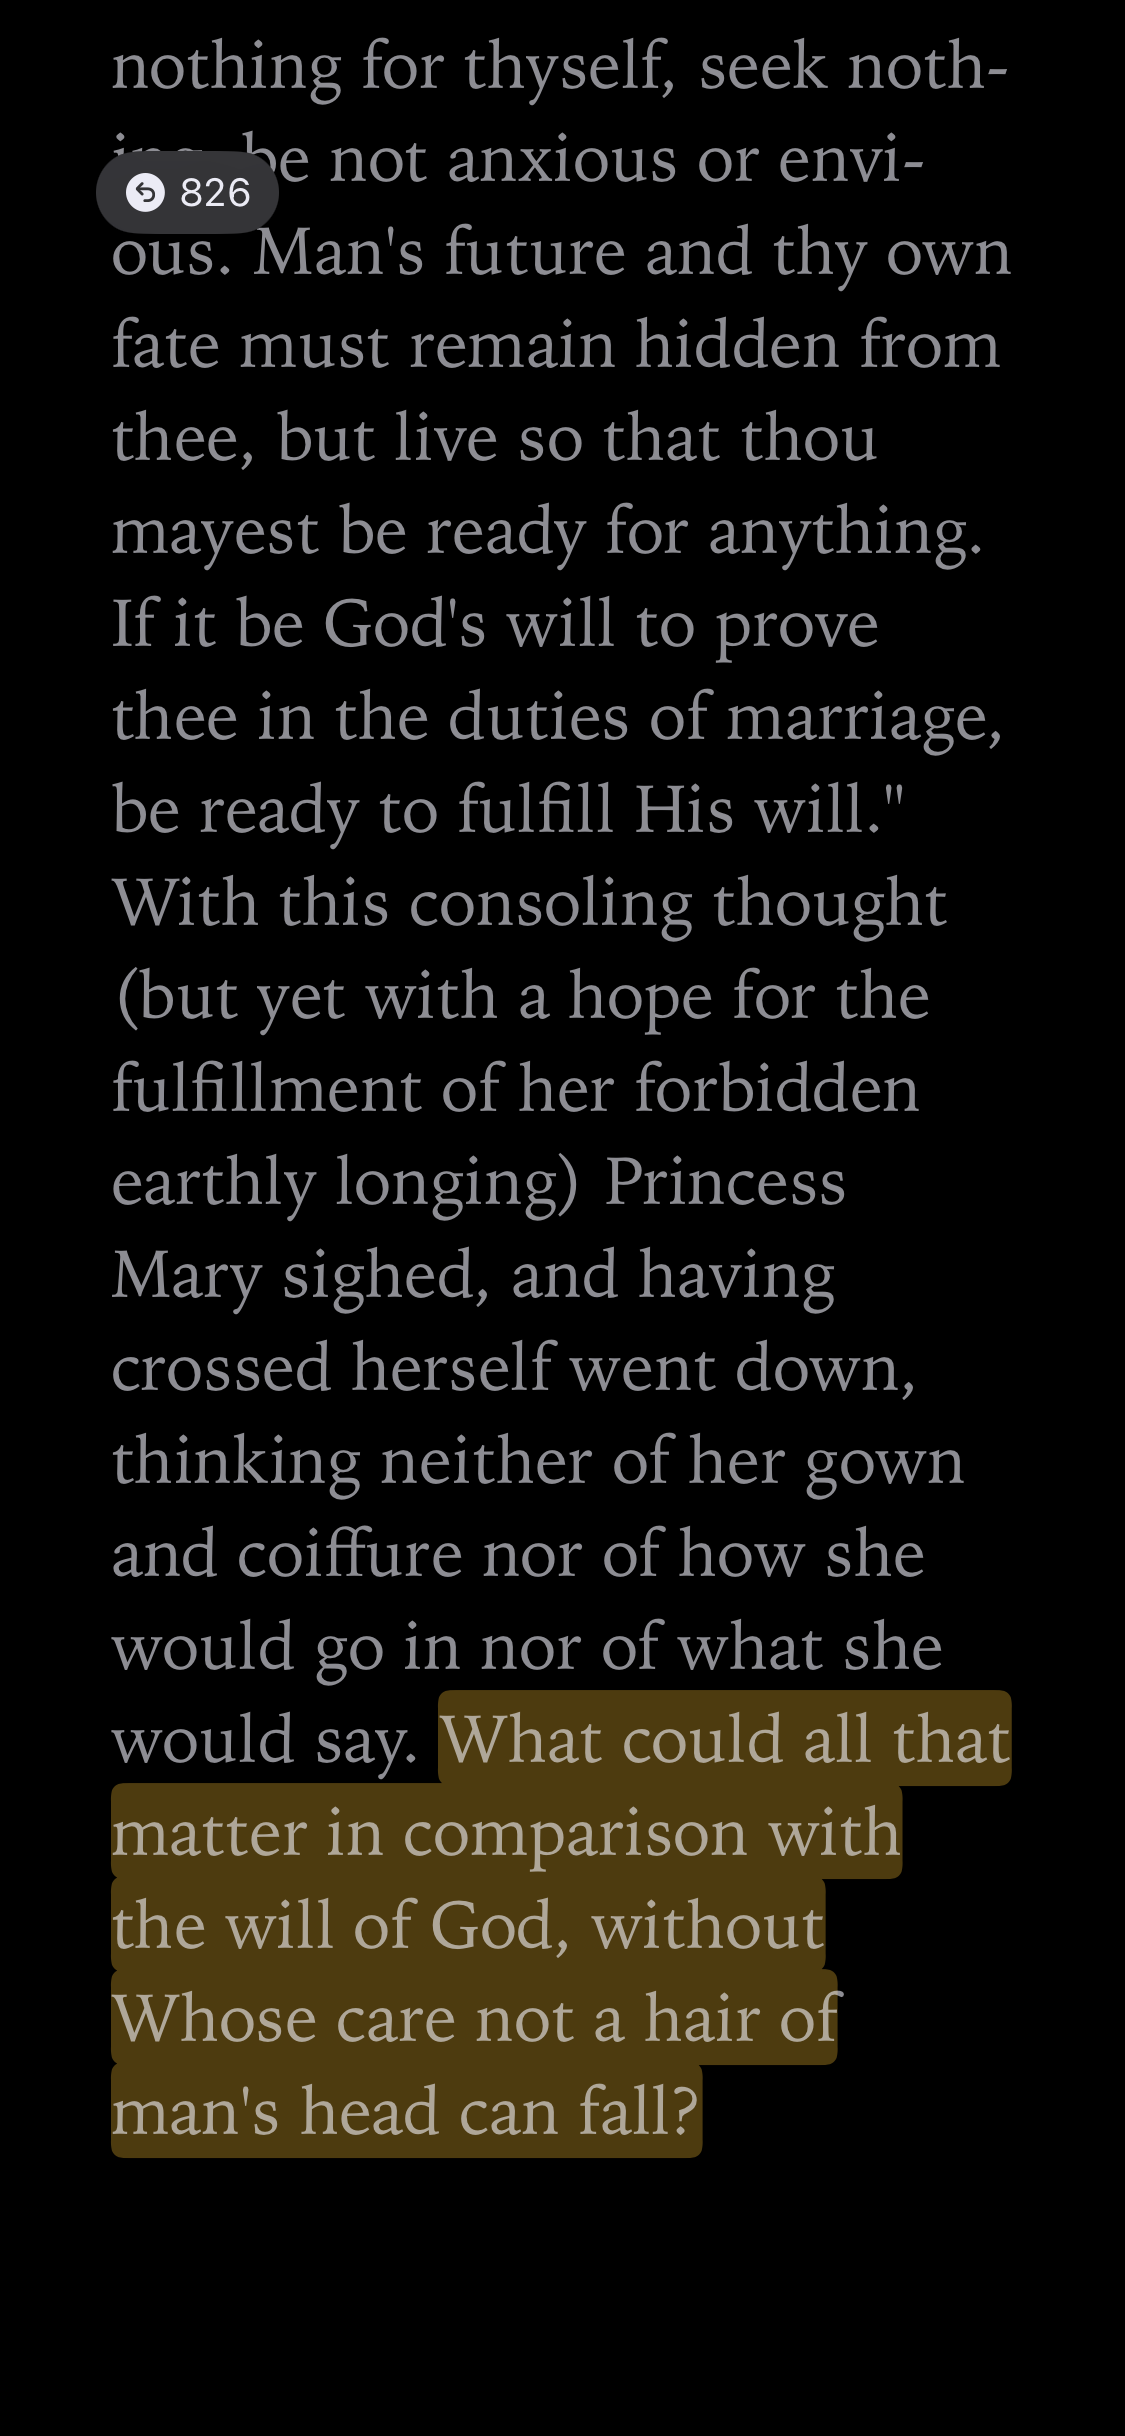 nothing for thyself, seek noth-
be not anxious or envi-
826
ous. Man's future and thy own
fate must remain hidden from
thee, but live so that thou
mayest be ready for anything.
If it be God's will to prove
thee in the duties of marriage,
be ready to fulfill His will."
With this consoling thought
(but yet with a hope for the
fulfillment of her forbidden
earthly longing) Princess
Mary sighed, and having
crossed herself went down,
thinking neither of her gown
and coiffure nor of how she
would go in nor of what she
would say. What could all that
matter in comparison with
the will of God, without
Whose care not a hair of
man's head can fall?